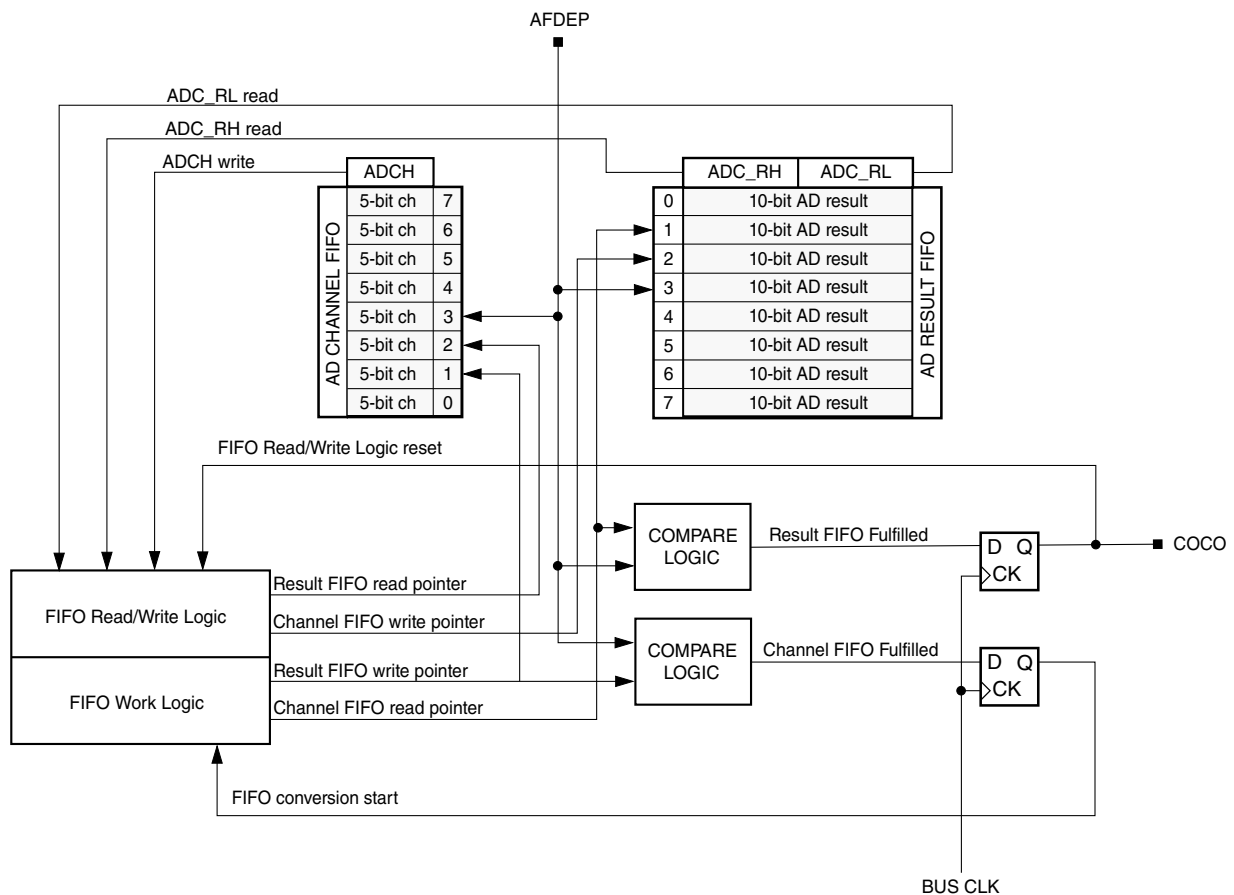 AFDEP
ADC_RL read
ADC_RH read
ADCH write
ADCH
ADC_RH ADC_RL
AD CHANNEL FIFO
5-bit ch 7
5-bit ch 6
5-bit ch 5
5-bit ch 4
5-bit ch 3
5-bit ch 2
5-bit ch 1
5-bit ch 0
0 10-bit AD result
1 10-bit AD result
2 10-bit AD result
3 10-bit AD result
4 10-bit AD result
5 10-bit AD result
6 10-bit AD result
7 10-bit AD result
AD RESULT FIFO
FIFO Read/Write Logic reset
COMPARE
LOGIC
Result FIFO Fulfilled
D Q
CK
COCO
FIFO Read/Write Logic
Result FIFO read pointer
Channel FIFO write pointer
COMPARE
LOGIC
Channel FIFO Fulfilled
D Q
CK
FIFO Work Logic
Result FIFO write pointer
Channel FIFO read pointer
FIFO conversion start
BUS CLK